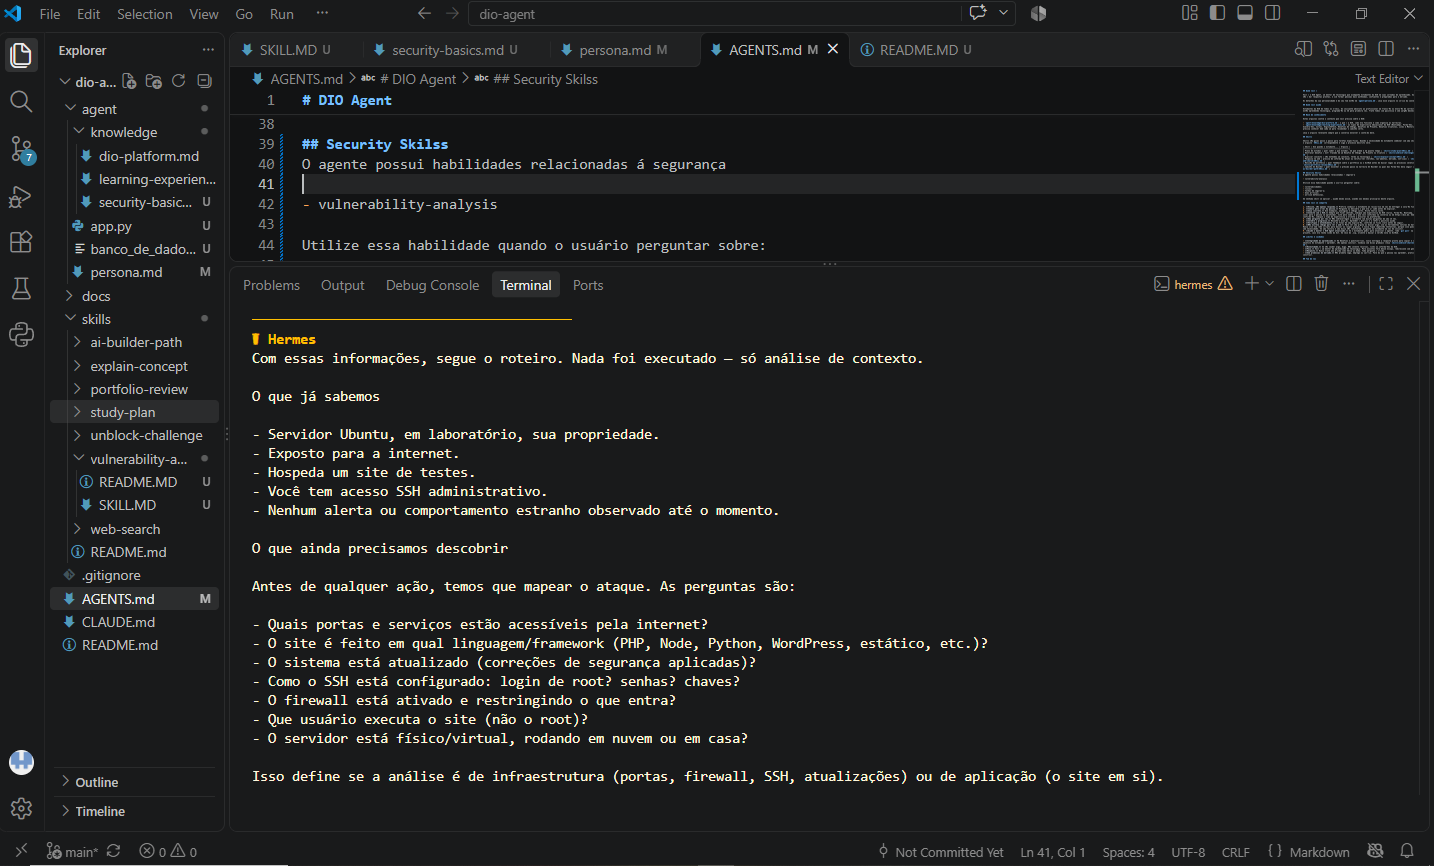 File Edit Selection View Go Run ···
dio-agent
Explorer ···
dio-a...
agent
knowledge
dio-platform.md
learning-experien...
security-basic... U
app.py U
banco_de_dado... U
persona.md M
docs
skills
ai-builder-path
explain-concept
portfolio-review
study-plan
unblock-challenge
vulnerability-a...
README.MD U
SKILL.MD U
web-search
README.md
.gitignore
AGENTS.md M
CLAUDE.md
README.md
Outline
Timeline
SKILL.MD U
security-basics.md U
persona.md M
AGENTS.md M
README.MD U
AGENTS.md > abc # DIO Agent > abc ## Security Skilss
Text Editor
1 # DIO Agent
38
39 ## Security Skilss
40 O agente possui habilidades relacionadas á segurança
41
42 - vulnerability-analysis
43
44 Utilize essa habilidade quando o usuário perguntar sobre:
Problems Output Debug Console Terminal Ports
hermes
Hermes
Com essas informações, segue o roteiro. Nada foi executado — só análise de contexto.
O que já sabemos
- Servidor Ubuntu, em laboratório, sua propriedade.
- Exposto para a internet.
- Hospeda um site de testes.
- Você tem acesso SSH administrativo.
- Nenhum alerta ou comportamento estranho observado até o momento.
O que ainda precisamos descobrir
Antes de qualquer ação, temos que mapear o ataque. As perguntas são:
- Quais portas e serviços estão acessíveis pela internet?
- O site é feito em qual linguagem/framework (PHP, Node, Python, WordPress, estático, etc.)?
- O sistema está atualizado (correções de segurança aplicadas)?
- Como o SSH está configurado: login de root? senhas? chaves?
- O firewall está ativado e restringindo o que entra?
- Que usuário executa o site (não o root)?
- O servidor está físico/virtual, rodando em nuvem ou em casa?
Isso define se a análise é de infraestrutura (portas, firewall, SSH, atualizações) ou de aplicação (o site em si).
7
main* 0 0
Not Committed Yet Ln 41, Col 1 Spaces: 4 UTF-8 CRLF {} Markdown